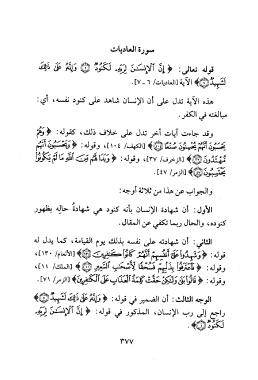 سورة العاديات
قوله تعالى: ﴿ إِنَّ ٱلْإِنسَٰنَ لِرَبِّهِۦ لَكَنُودٌ ۝ وَإِنَّهُۥ عَلَىٰ ذَٰلِكَ
لَشَهِيدٌ ۝ ﴾ الآية [العاديات/ ٦ - ٧].
هذه الآية تدل على أن الإنسان شاهد على كنود نفسه، أي:
مبالغته في الكفر.
وقد جاءت آيات أخر تدل على خلاف ذلك، كقوله: ﴿ وَهُمْ
يَحْسَبُونَ أَنَّهُمْ يُحْسِنُونَ صُنْعًا ۝ ﴾ [الكهف/ ١٠٤]، وقوله: ﴿ وَيَحْسَبُونَ أَنَّهُم
مُّهْتَدُونَ ۝ ﴾ [الزخرف/ ٣٧]، وقوله: ﴿ وَبَدَا لَهُم مِّنَ ٱللَّهِ مَا لَمْ يَكُونُوا۟
يَحْتَسِبُونَ ۝ ﴾ [الزمر/ ٤٧].
والجواب عن هذا من ثلاثة أوجه:
الأول: أن شهادة الإنسان بأنه كنود هي شهادة حاله بظهور
كنوده، والحال ربما تكفي عن المقال.
الثاني: أن شهادته على نفسه بذلك يوم القيامة، كما يدل له
قوله: ﴿ وَشَهِدُوا۟ عَلَىٰٓ أَنفُسِهِمْ أَنَّهُمْ كَانُوا۟ كَٰفِرِينَ ۝ ﴾ [الأنعام/ ١٣٠]،
وقوله: ﴿ فَٱعْتَرَفُوا۟ بِذَنۢبِهِمْ فَسُحْقًا لِّأَصْحَٰبِ ٱلسَّعِيرِ ۝ ﴾ [الملك/ ١١]،
وقوله: ﴿ قَالُوا۟ بَلَىٰ وَلَٰكِنْ حَقَّتْ كَلِمَةُ ٱلْعَذَابِ عَلَى ٱلْكَٰفِرِينَ ۝ ﴾ [الزمر/ ٧١].
الوجه الثالث: أن الضمير في قوله: ﴿ وَإِنَّهُۥ عَلَىٰ ذَٰلِكَ لَشَهِيدٌ ۝ ﴾
راجع إلى رب الإنسان، المذكور في قوله: ﴿ إِنَّ ٱلْإِنسَٰنَ لِرَبِّهِۦ
لَكَنُودٌ ۝ ﴾.
٣٧٧